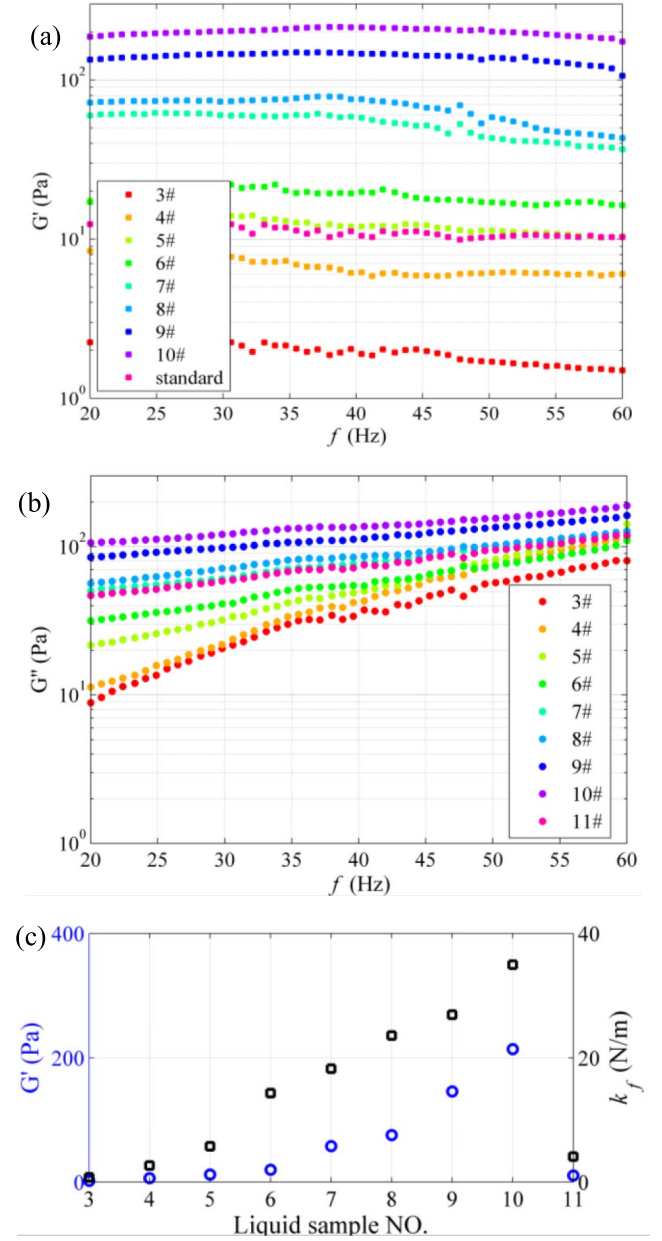 (a)
G' (Pa)
10²
10¹
10⁰
3#
4#
5#
6#
7#
8#
9#
10#
standard
20 25 30 35 40 45 50 55 60
f (Hz)
(b)
G'' (Pa)
10²
10¹
10⁰
3#
4#
5#
6#
7#
8#
9#
10#
11#
20 25 30 35 40 45 50 55 60
f (Hz)
(c)
G' (Pa)
400
200
0
40
20
0
k_f (N/m)
3 4 5 6 7 8 9 10 11
Liquid sample NO.